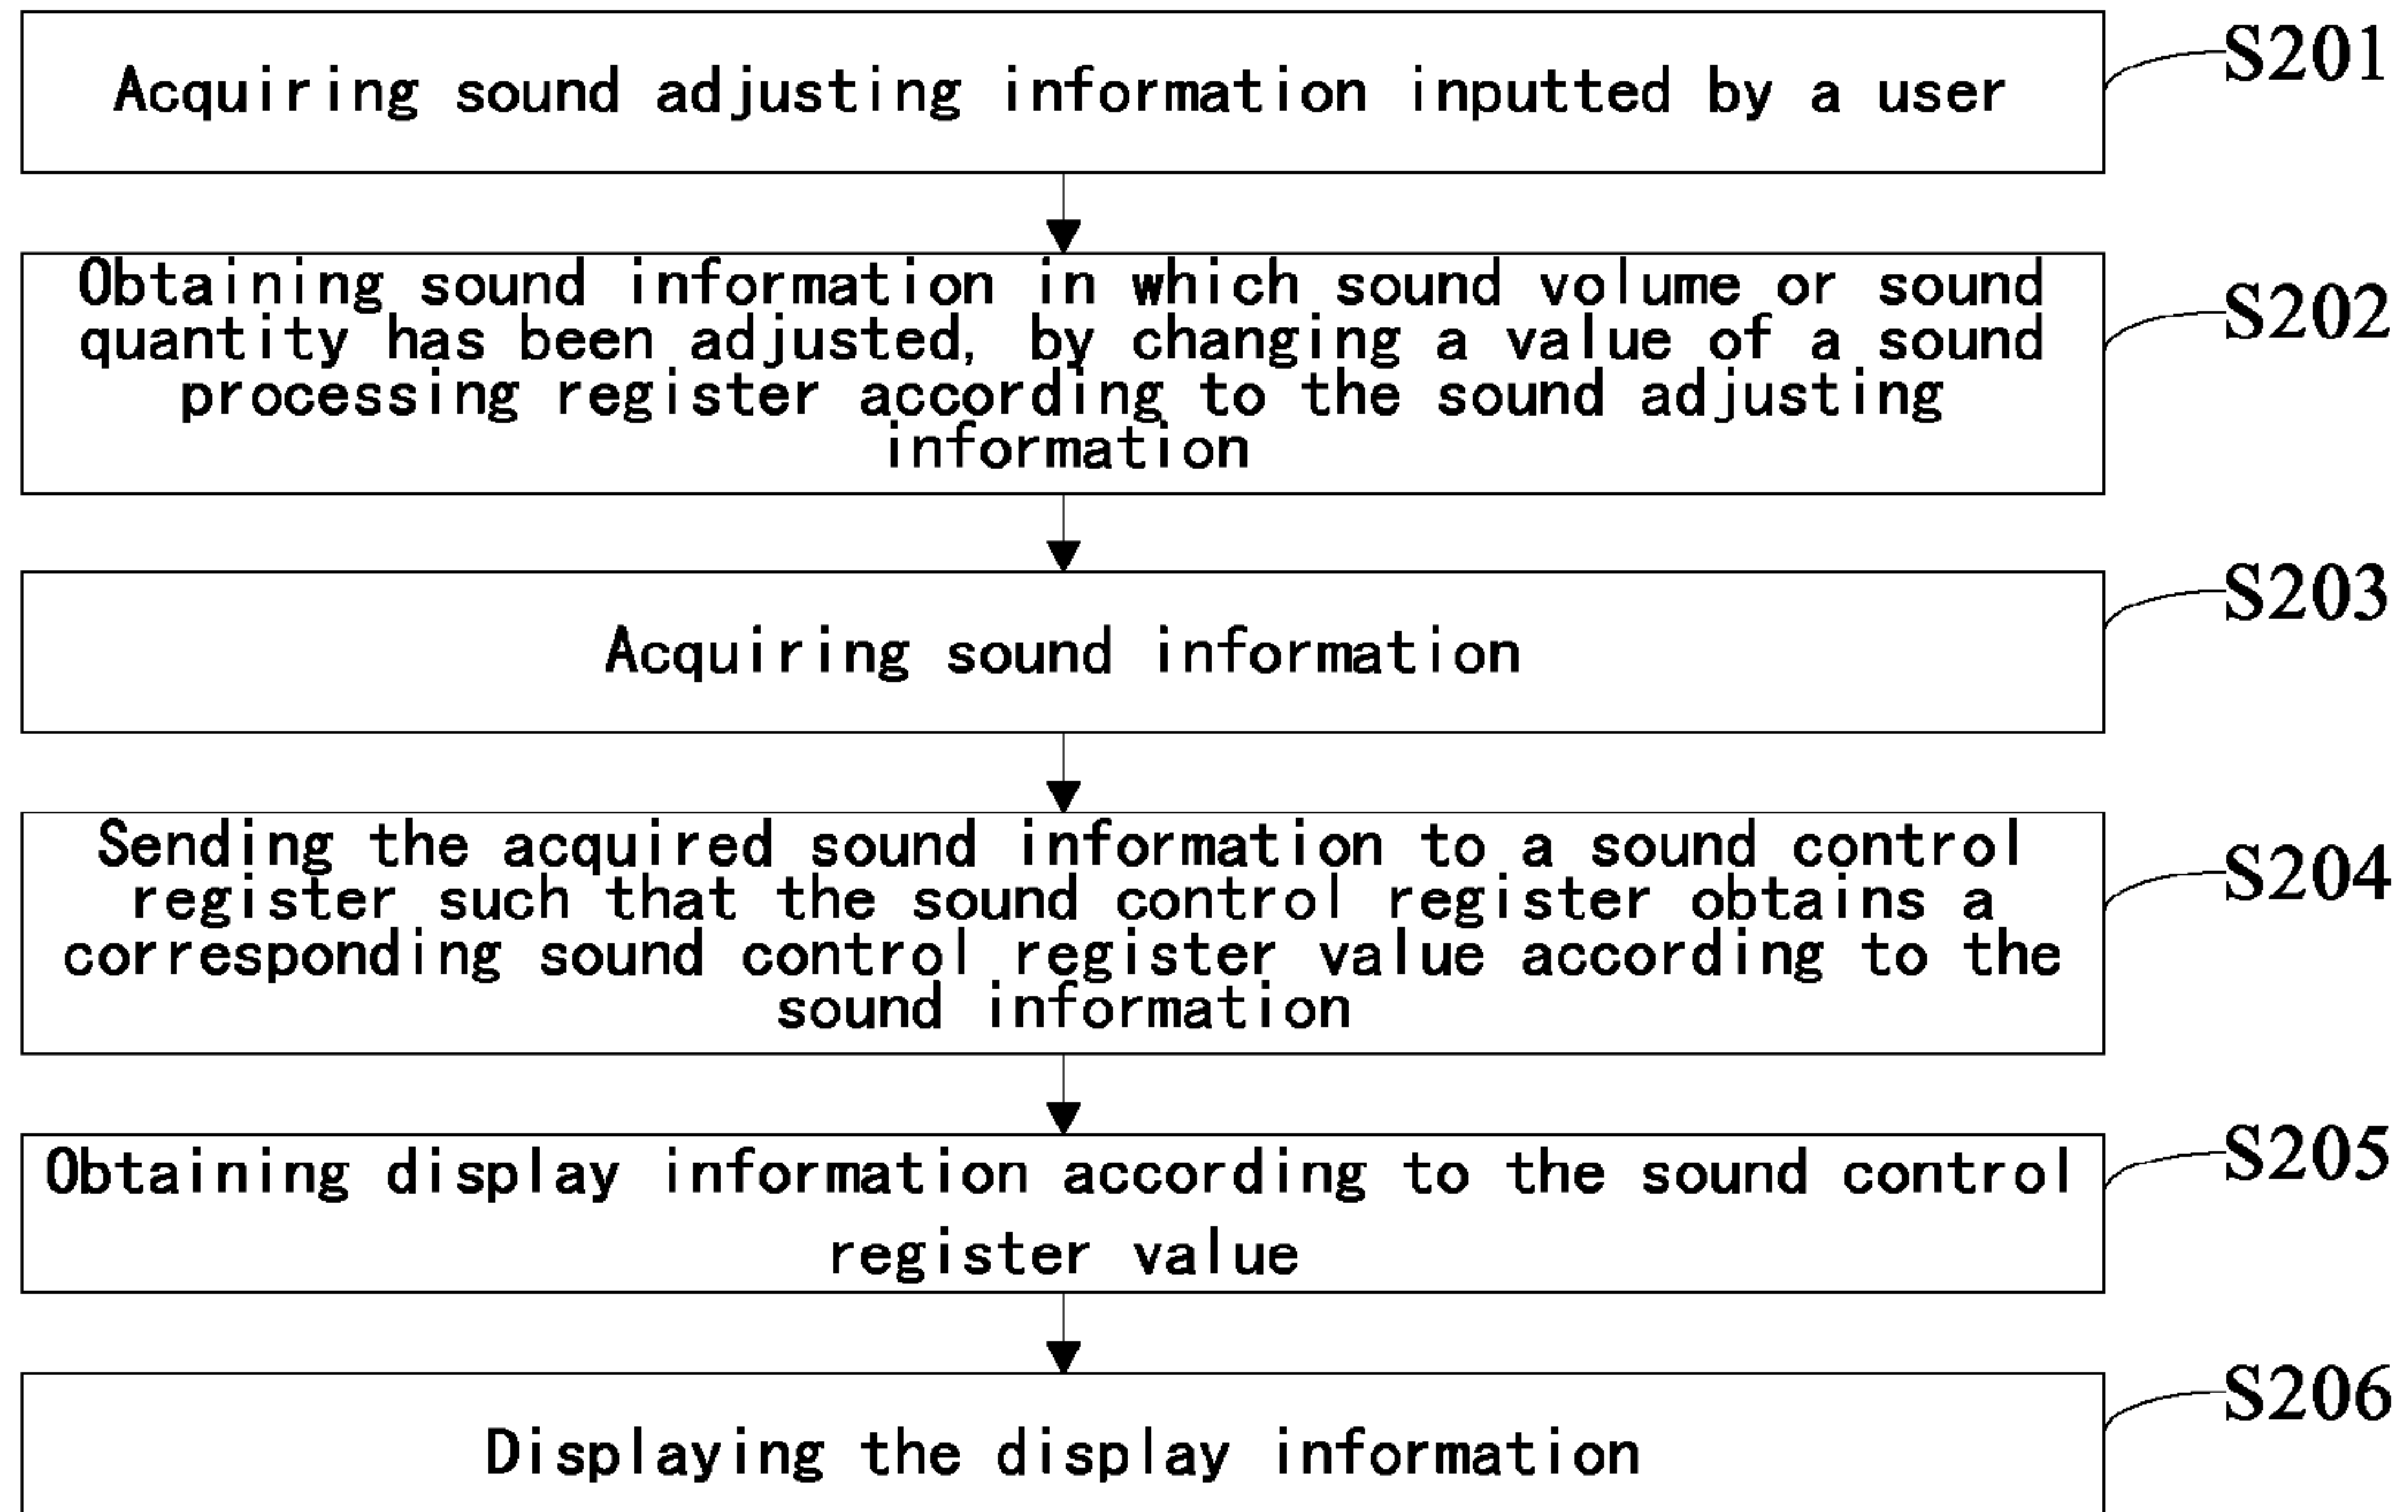 Acquiring sound adjusting information inputted by a user
S201
Obtaining sound information in which sound volume or sound
quantity has been adjusted, by changing a value of a sound
processing register according to the sound adjusting
information
S202
Acquiring sound information
S203
Sending the acquired sound information to a sound control
register such that the sound control register obtains a
corresponding sound control register value according to the
sound information
S204
Obtaining display information according to the sound control
register value
S205
Displaying the display information
S206